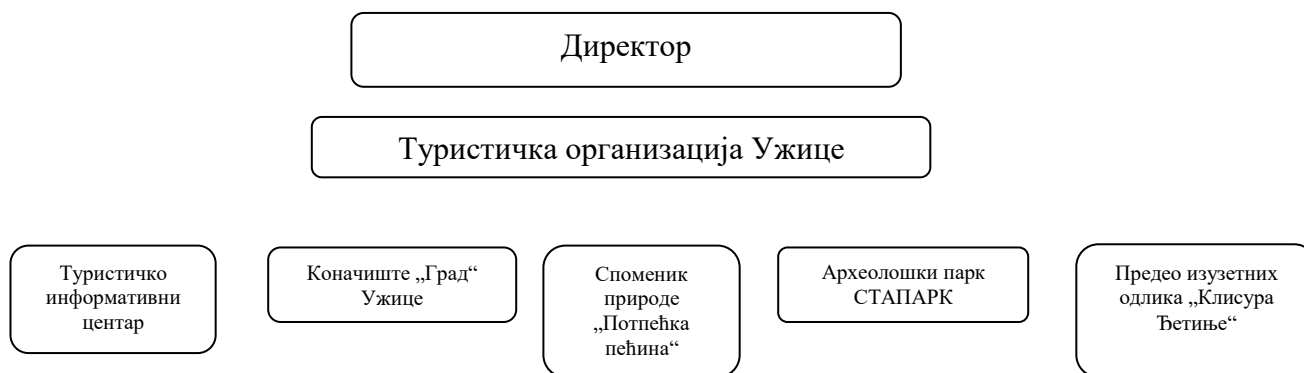 Директор
Туристичка организација Ужице
Туристичко
информативни
центар
Коначиште „Град“
Ужице
Споменик
природе
„Потпећка
пећина“
Археолошки парк
СТАПАРК
Предео изузетних
одлика „Клисура
Ђетиње“